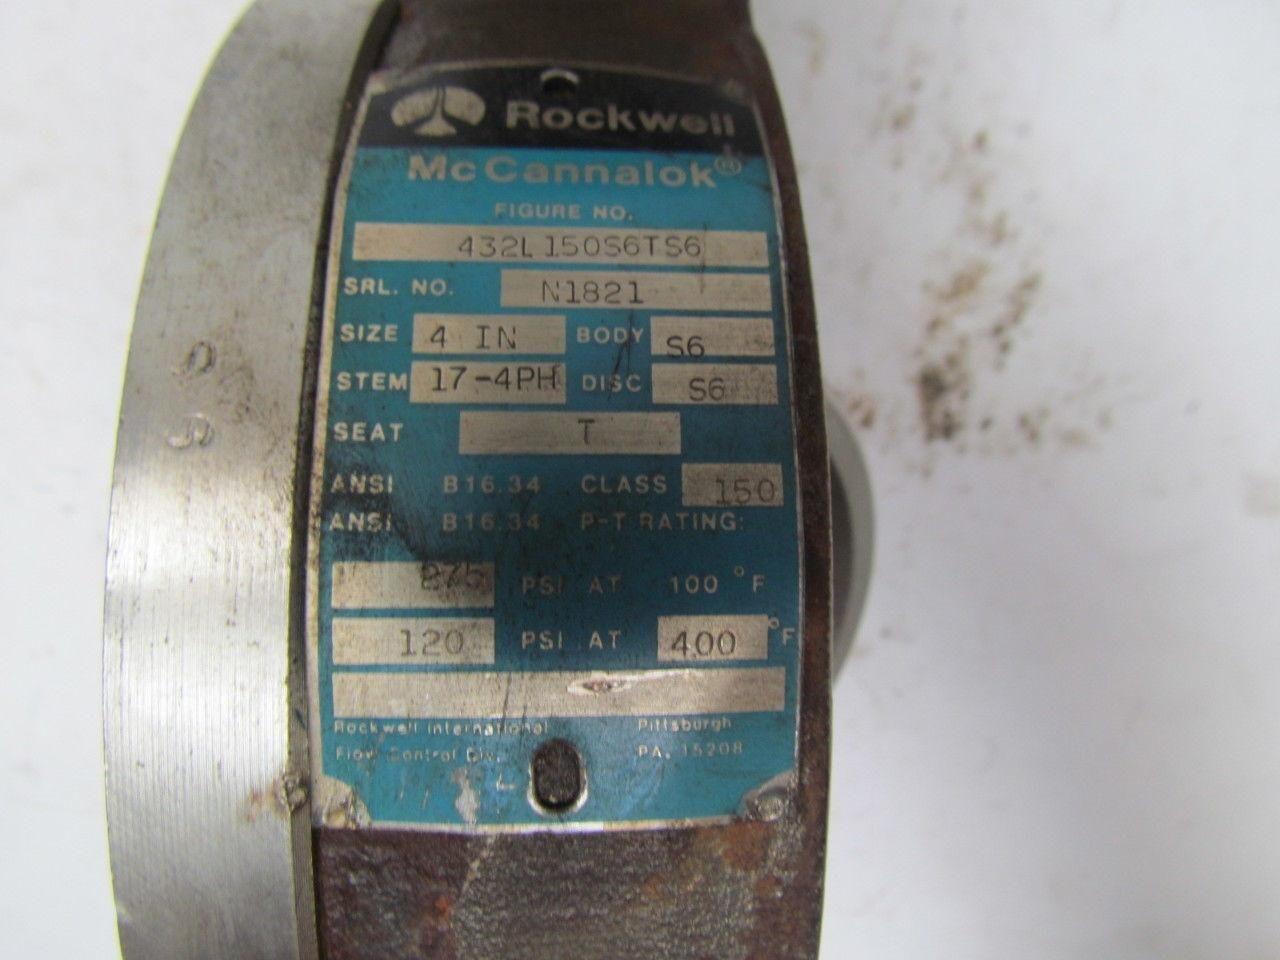 Rockwell
McCannalok®
FIGURE NO.
432L150S6TS6
SRL. NO. N1821
SIZE 4 IN BODY S6
STEM 17-4PH DISC S6
SEAT T
ANSI B16.34 CLASS 150
ANSI B16.34 P-T RATING:
275 PSI AT 100 °F
120 PSI AT 400 °F
Rockwell International Pittsburgh
Flow Control Div. PA. 15208